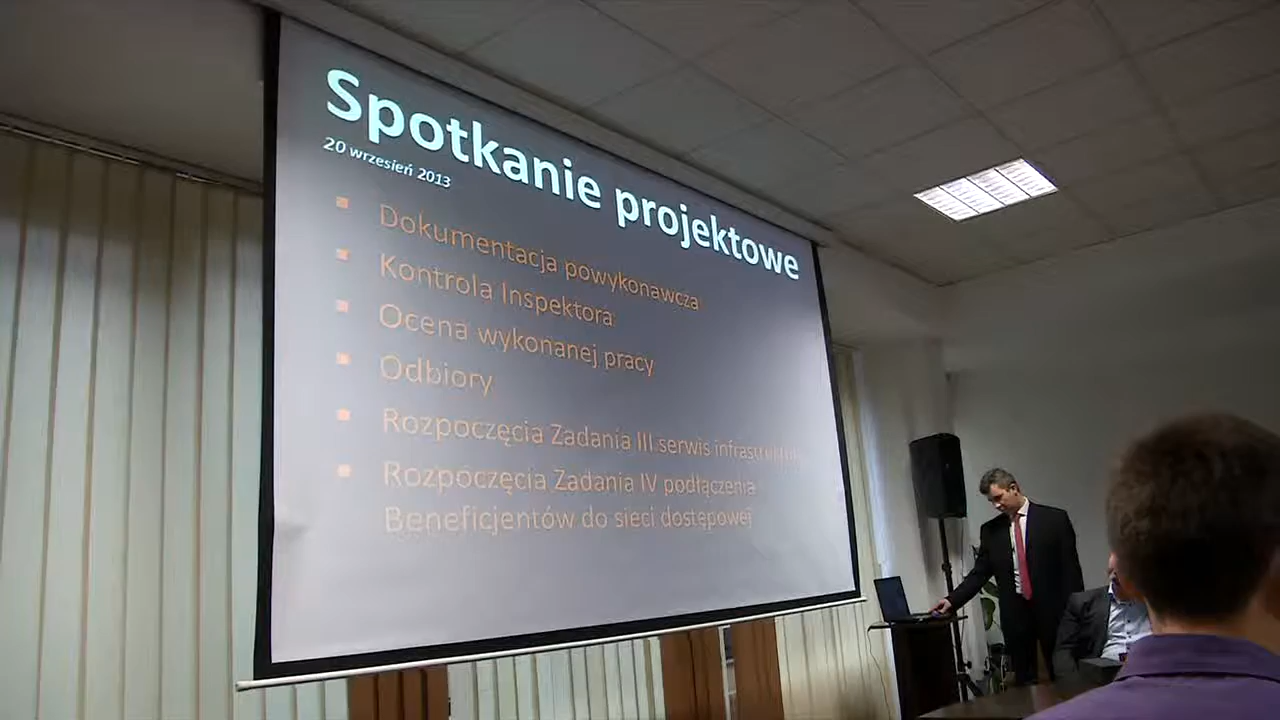 Spotkanie projektowe
20 wrzesień 2013
Dokumentacja powykonawcza
Kontrola Inspektora
Ocena wykonanej pracy
Odbiory
Rozpoczęcia Zadania III serwis
Rozpoczęcia Zadania IV podłączenia
Beneficjentów do sieci dostępowej